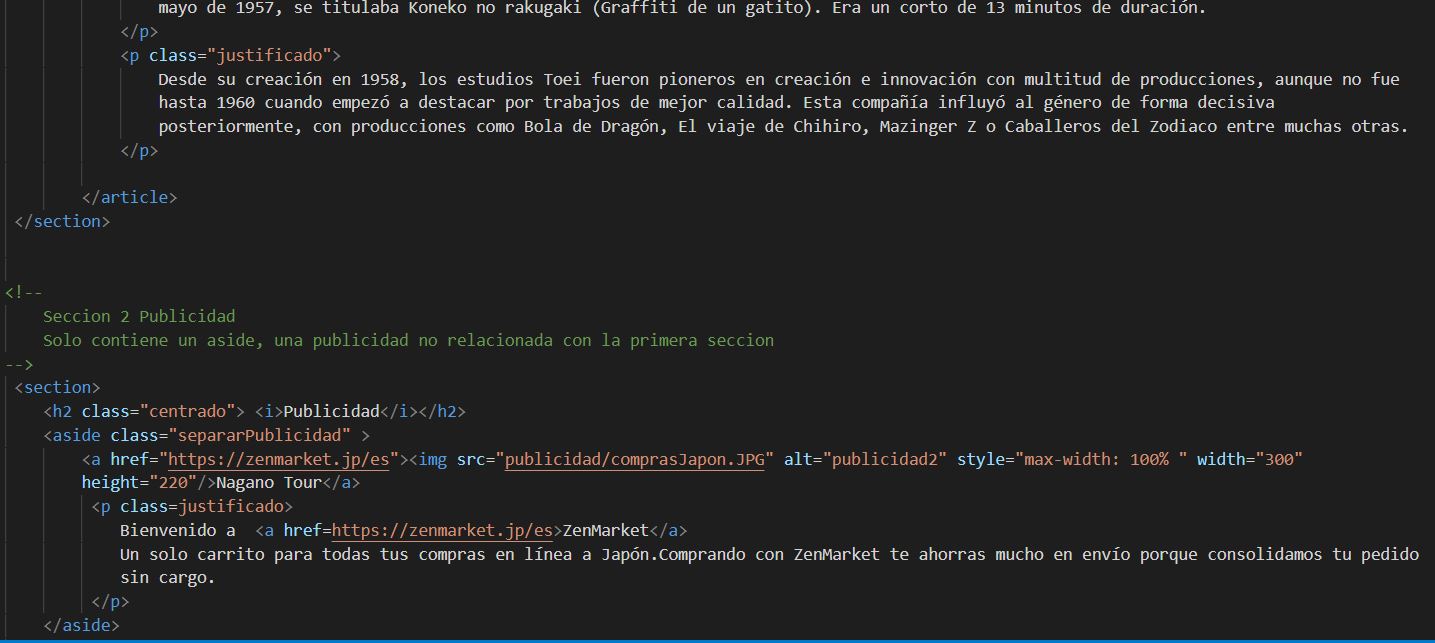 mayo de 1957, se titulaba Koneko no rakugaki (Graffiti de un gatito). Era un corto de 13 minutos de duración.
</p>
<p class="justificado">
Desde su creación en 1958, los estudios Toei fueron pioneros en creación e innovación con multitud de producciones, aunque no fue
hasta 1960 cuando empezó a destacar por trabajos de mejor calidad. Esta compañía influyó al género de forma decisiva
posteriormente, con producciones como Bola de Dragón, El viaje de Chihiro, Mazinger Z o Caballeros del Zodiaco entre muchas otras.
</p>
</article>
</section>
<!--
Seccion 2 Publicidad
Solo contiene un aside, una publicidad no relacionada con la primera seccion
-->
<section>
<h2 class="centrado"> <i>Publicidad</i></h2>
<aside class="separarPublicidad" >
<a href="https://zenmarket.jp/es"><img src="publicidad/comprasJapon.JPG" alt="publicidad2" style="max-width: 100% " width="300"
height="220"/>Nagano Tour</a>
<p class=justificado>
Bienvenido a  <a href=https://zenmarket.jp/es>ZenMarket</a>
Un solo carrito para todas tus compras en línea a Japón.Comprando con ZenMarket te ahorras mucho en envío porque consolidamos tu pedido
sin cargo.
</p>
</aside>